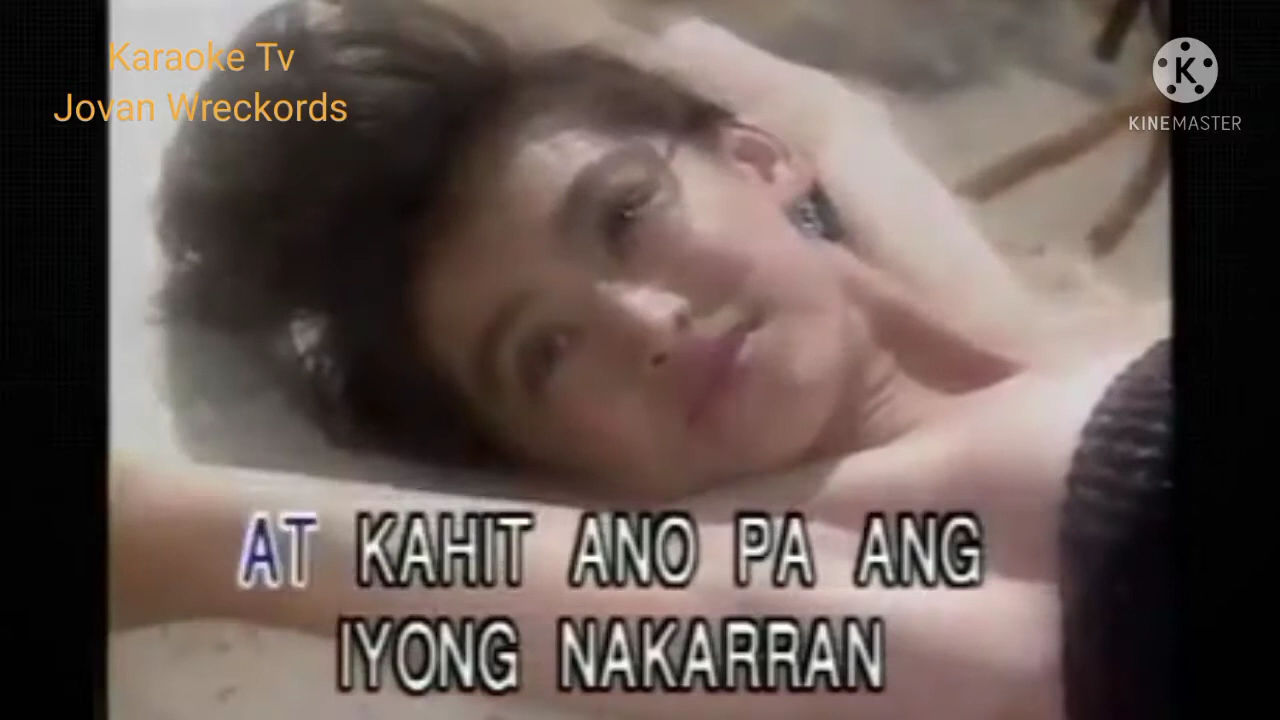 Karaoke Tv
Jovan Wreckords
K
KINEMASTER
AT KAHIT ANO PA ANG
IYONG NAKARRAN